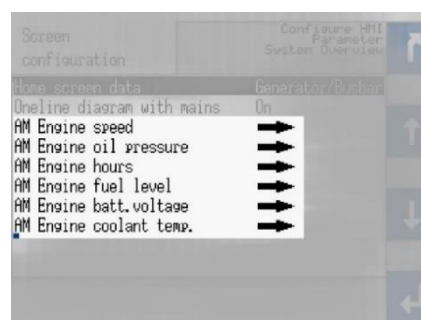 Screen
configuration
Configure HMI
Parameter
System Overview
Home screen data Generator/Busbar
Oneline diagram with mains On
AM Engine speed
AM Engine oil pressure
AM Engine hours
AM Engine fuel level
AM Engine batt.voltage
AM Engine coolant temp.